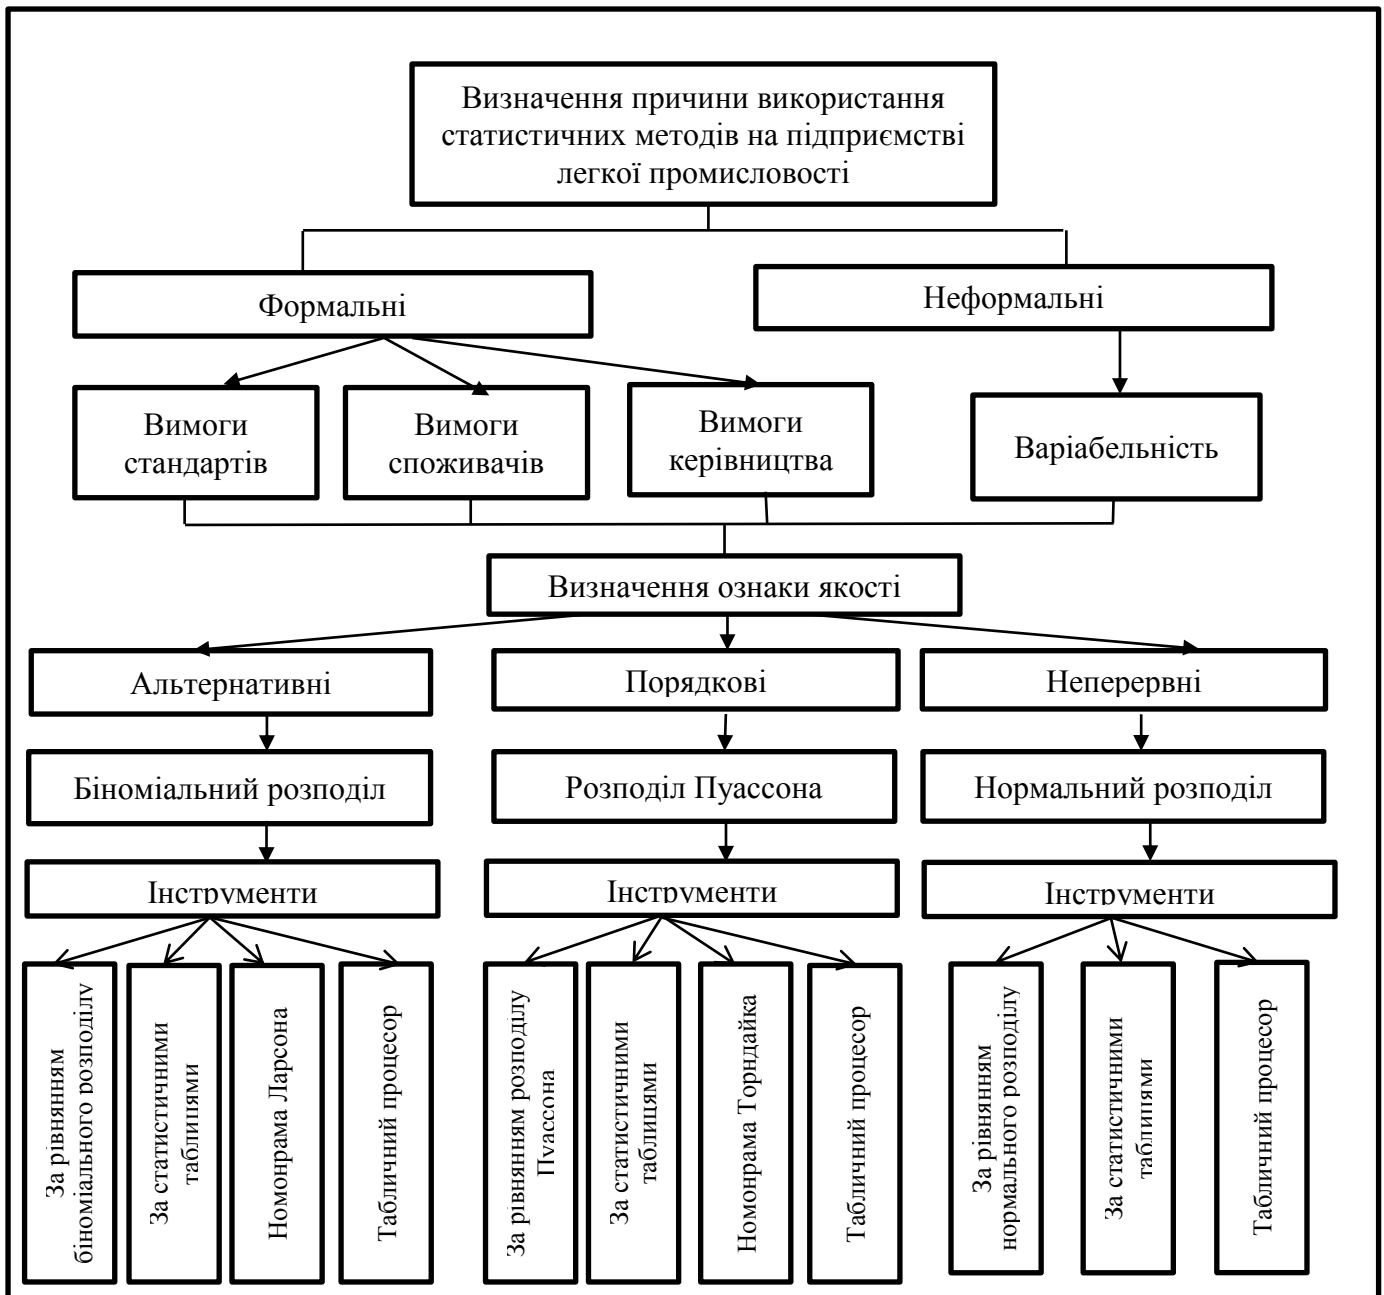 Визначення причини використання
статистичних методів на підприємстві
легкої промисловості
Формальні
Неформальні
Вимоги
стандартів
Вимоги
споживачів
Вимоги
керівництва
Варіабельність
Визначення ознаки якості
Альтернативні
Порядкові
Неперервні
Біноміальний розподіл
Розподіл Пуассона
Нормальний розподіл
Інструменти
Інструменти
Інструменти
За рівнянням
біноміального розподілу
За статистичними
таблицями
Номонрама Ларсона
Табличний процесор
За рівнянням розподілу
Пуассона
За статистичними
таблицями
Номонрама Торндайка
Табличний процесор
За рівнянням
нормального розподілу
За статистичними
таблицями
Табличний процесор